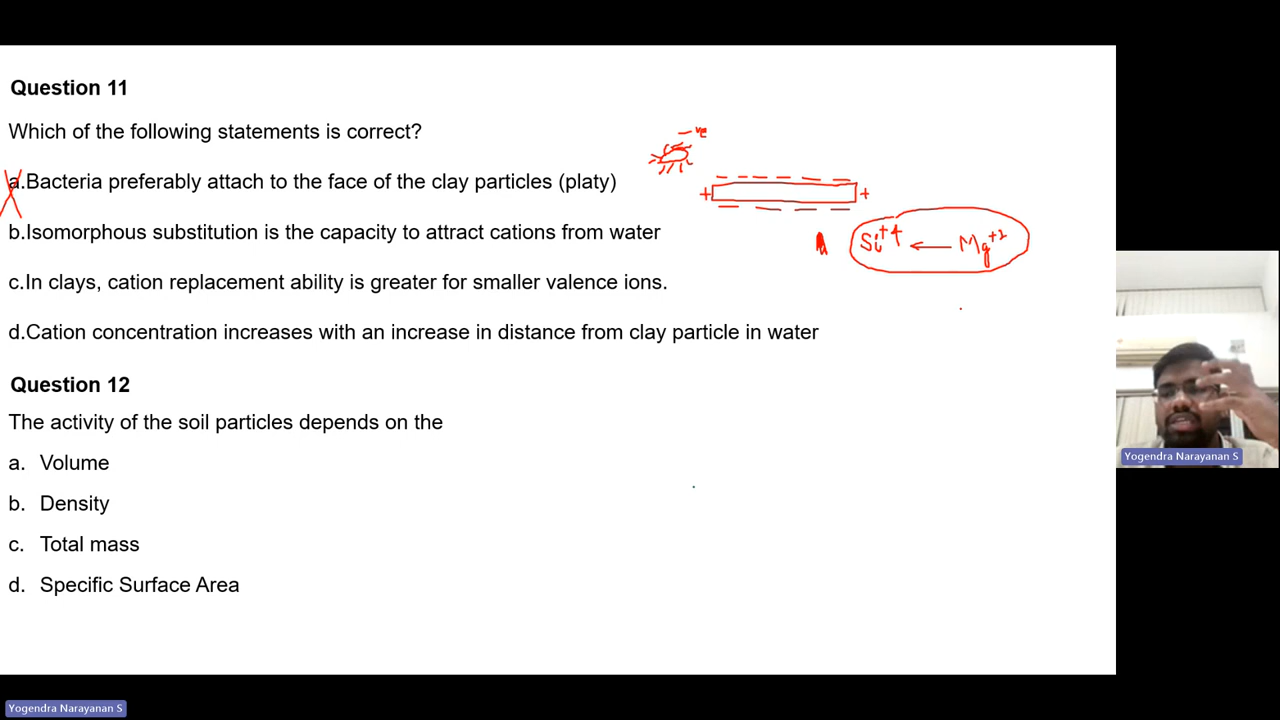 Question 11
Which of the following statements is correct?
-ve
a.Bacteria preferably attach to the face of the clay particles (platy)
+ +
b.Isomorphous substitution is the capacity to attract cations from water
Si+4 ← Mg+2
c.In clays, cation replacement ability is greater for smaller valence ions.
d.Cation concentration increases with an increase in distance from clay particle in water
Question 12
The activity of the soil particles depends on the
a. Volume
b. Density
c. Total mass
d. Specific Surface Area
Yogendra Narayanan S
Yogendra Narayanan S